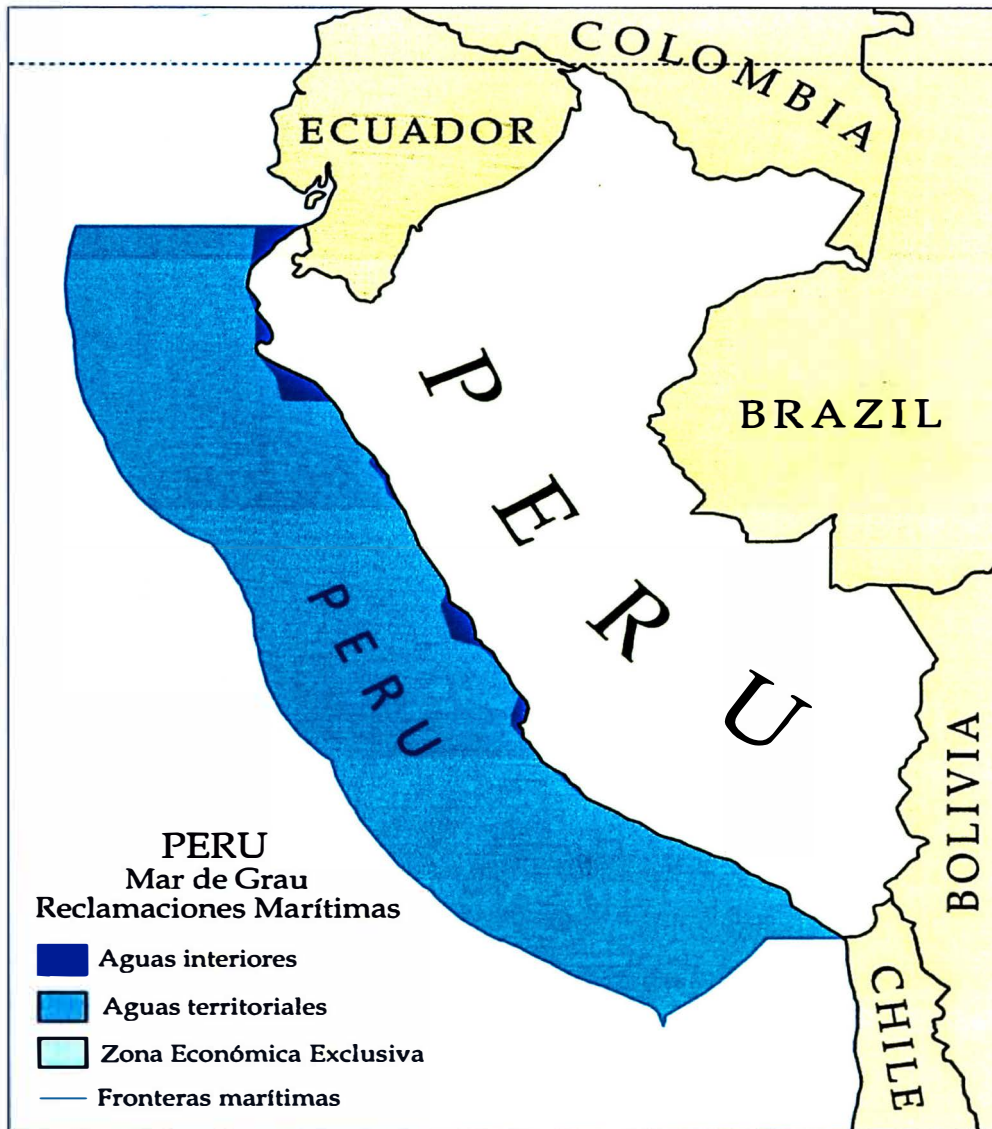 COLOMBIA
ECUADOR
PERU
BRAZIL
PERU
BOLIVIA
CHILE
PERU
Mar de Grau
Reclamaciones Marítimas
Aguas interiores
Aguas territoriales
Zona Económica Exclusiva
Fronteras marítimas